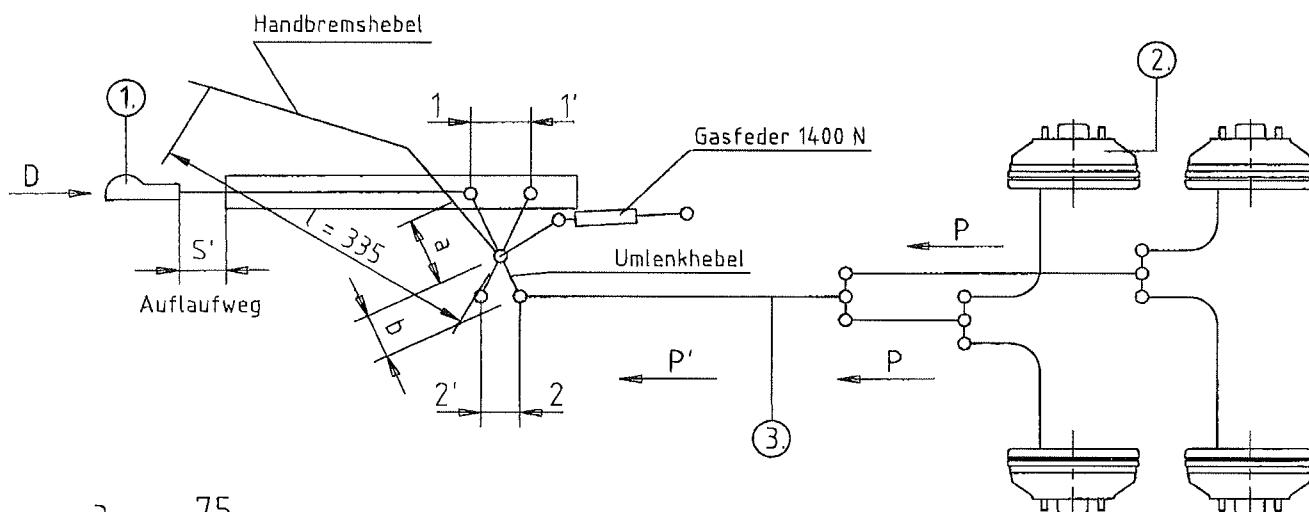 Handbremshebel
1.
2.
1 1'
Gasfeder 1400 N
D
l = 335
a
P
S'
Umlenkhebel
Auflaufweg
b
P' P
2' 2
3.
75